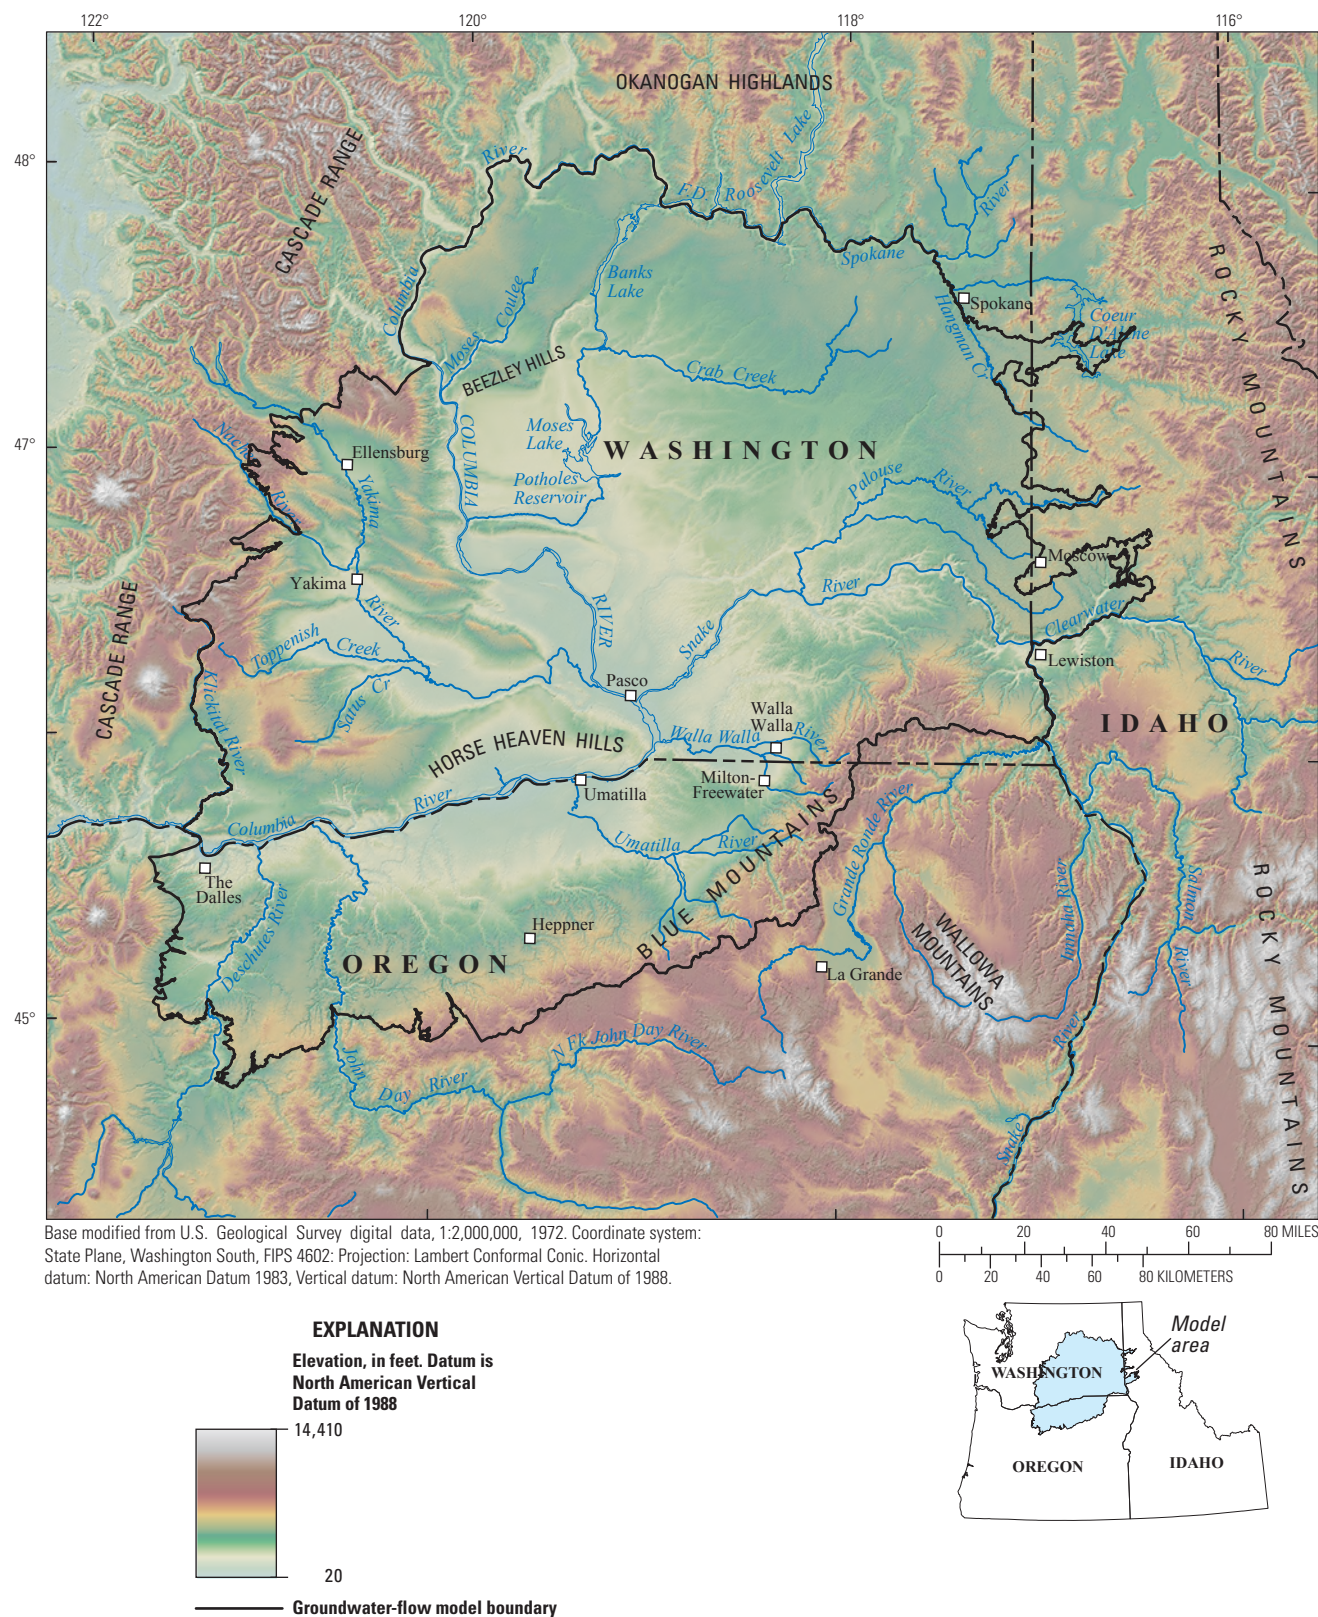 122°
120°
118°
116°
OKANOGAN HIGHLANDS
CASCADE RANGE
River
48°
F.D. Roosevelt Lake
River
ROCKY MOUNTAINS
Spokane
Columbia
Banks
Lake
Moses Coulee
Spokane
Hangman Cr
Coeur
D'Alene
Lake
BEEZLEY HILLS
Crab Creek
Moses
Lake
COLUMBIA
WASHINGTON
47°
Naches
River
Ellensburg
Yakima
Potholes
Reservoir
Palouse
River
Moscow
Yakima
River
RIVER
River
Snake
Clearwater
River
CASCADE RANGE
Toppenish
Creek
Lewiston
Satus Cr
Klickitat River
Pasco
Walla
Walla
Walla Walla
River
IDAHO
HORSE HEAVEN HILLS
Milton-
Freewater
Umatilla
River
Columbia
Umatilla
River
BLUE MOUNTAINS
Grande Ronde River
Imnaha River
Salmon
River
ROCKY MOUNTAINS
The
Dalles
Deschutes River
Heppner
OREGON
WALLOWA
MOUNTAINS
La Grande
45°
John
Day
River
N Fk John Day River
River
Snake
Base modified from U.S. Geological Survey digital data, 1:2,000,000, 1972. Coordinate system:
State Plane, Washington South, FIPS 4602: Projection: Lambert Conformal Conic. Horizontal
datum: North American Datum 1983, Vertical datum: North American Vertical Datum of 1988.
0 20 40 60 80 MILES
0 20 40 60 80 KILOMETERS
EXPLANATION
Elevation, in feet. Datum is
North American Vertical
Datum of 1988
14,410
20
Groundwater-flow model boundary
Model
area
WASHINGTON
OREGON
IDAHO